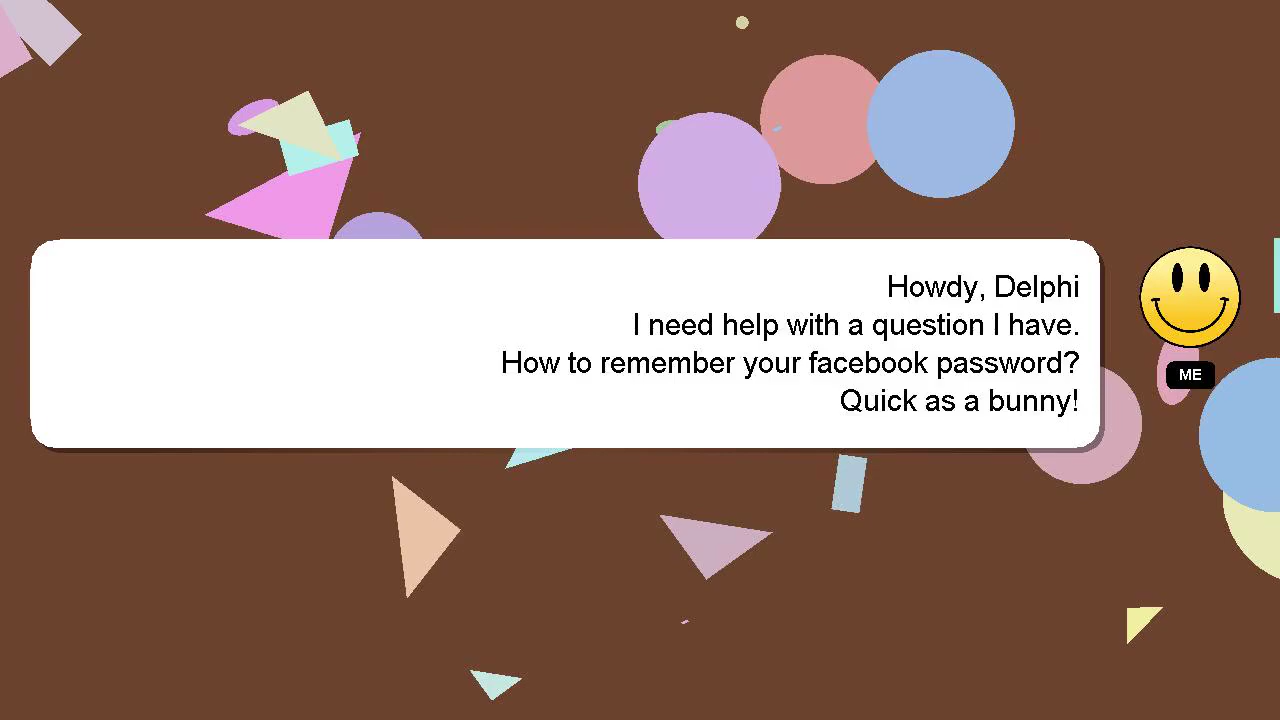 Howdy, Delphi
I need help with a question I have.
How to remember your facebook password?
Quick as a bunny!
ME